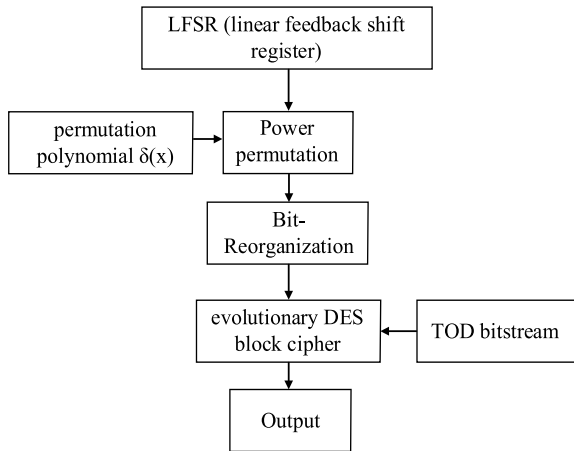 LFSR (linear feedback shift
register)
permutation
polynomial δ(x)
Power
permutation
Bit-
Reorganization
evolutionary DES
block cipher
TOD bitstream
Output